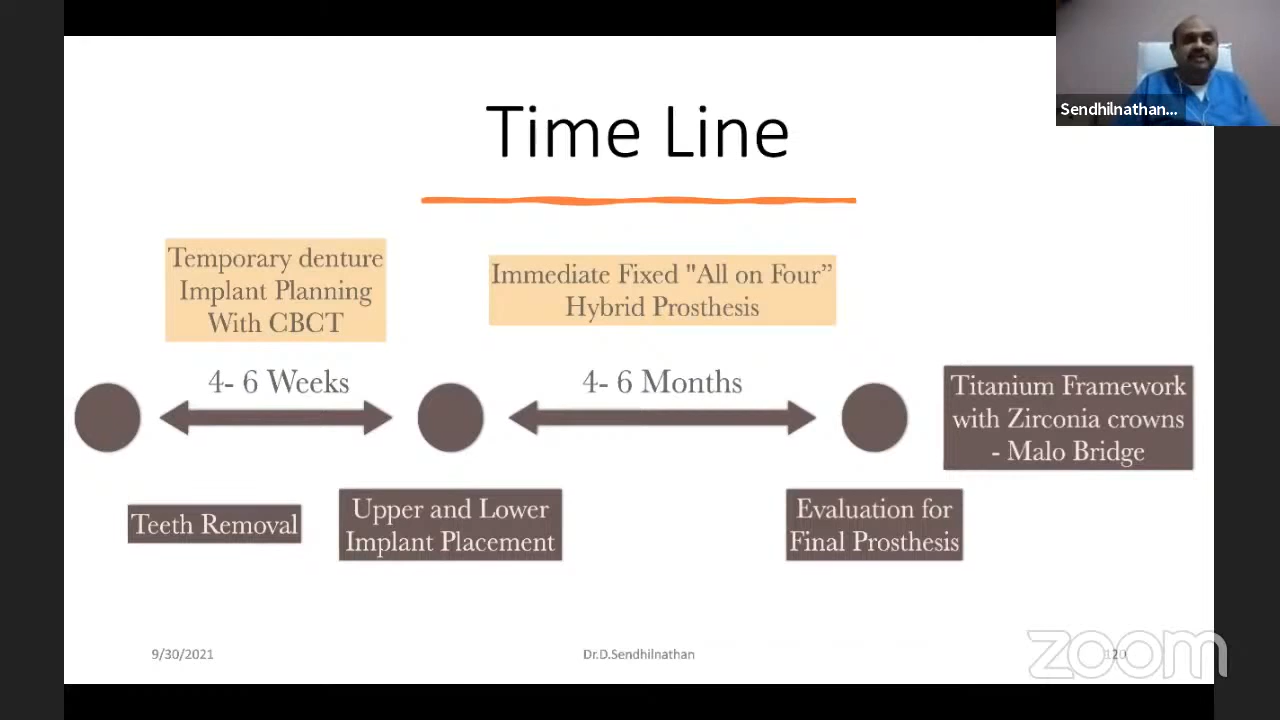 Sendhilnathan...
Time Line
Temporary denture
Implant Planning
With CBCT
Immediate Fixed "All on Four”
Hybrid Prosthesis
4- 6 Weeks
4- 6 Months
Titanium Framework
with Zirconia crowns
- Malo Bridge
Teeth Removal
Upper and Lower
Implant Placement
Evaluation for
Final Prosthesis
9/30/2021
Dr.D.Sendhilnathan
120
zoom